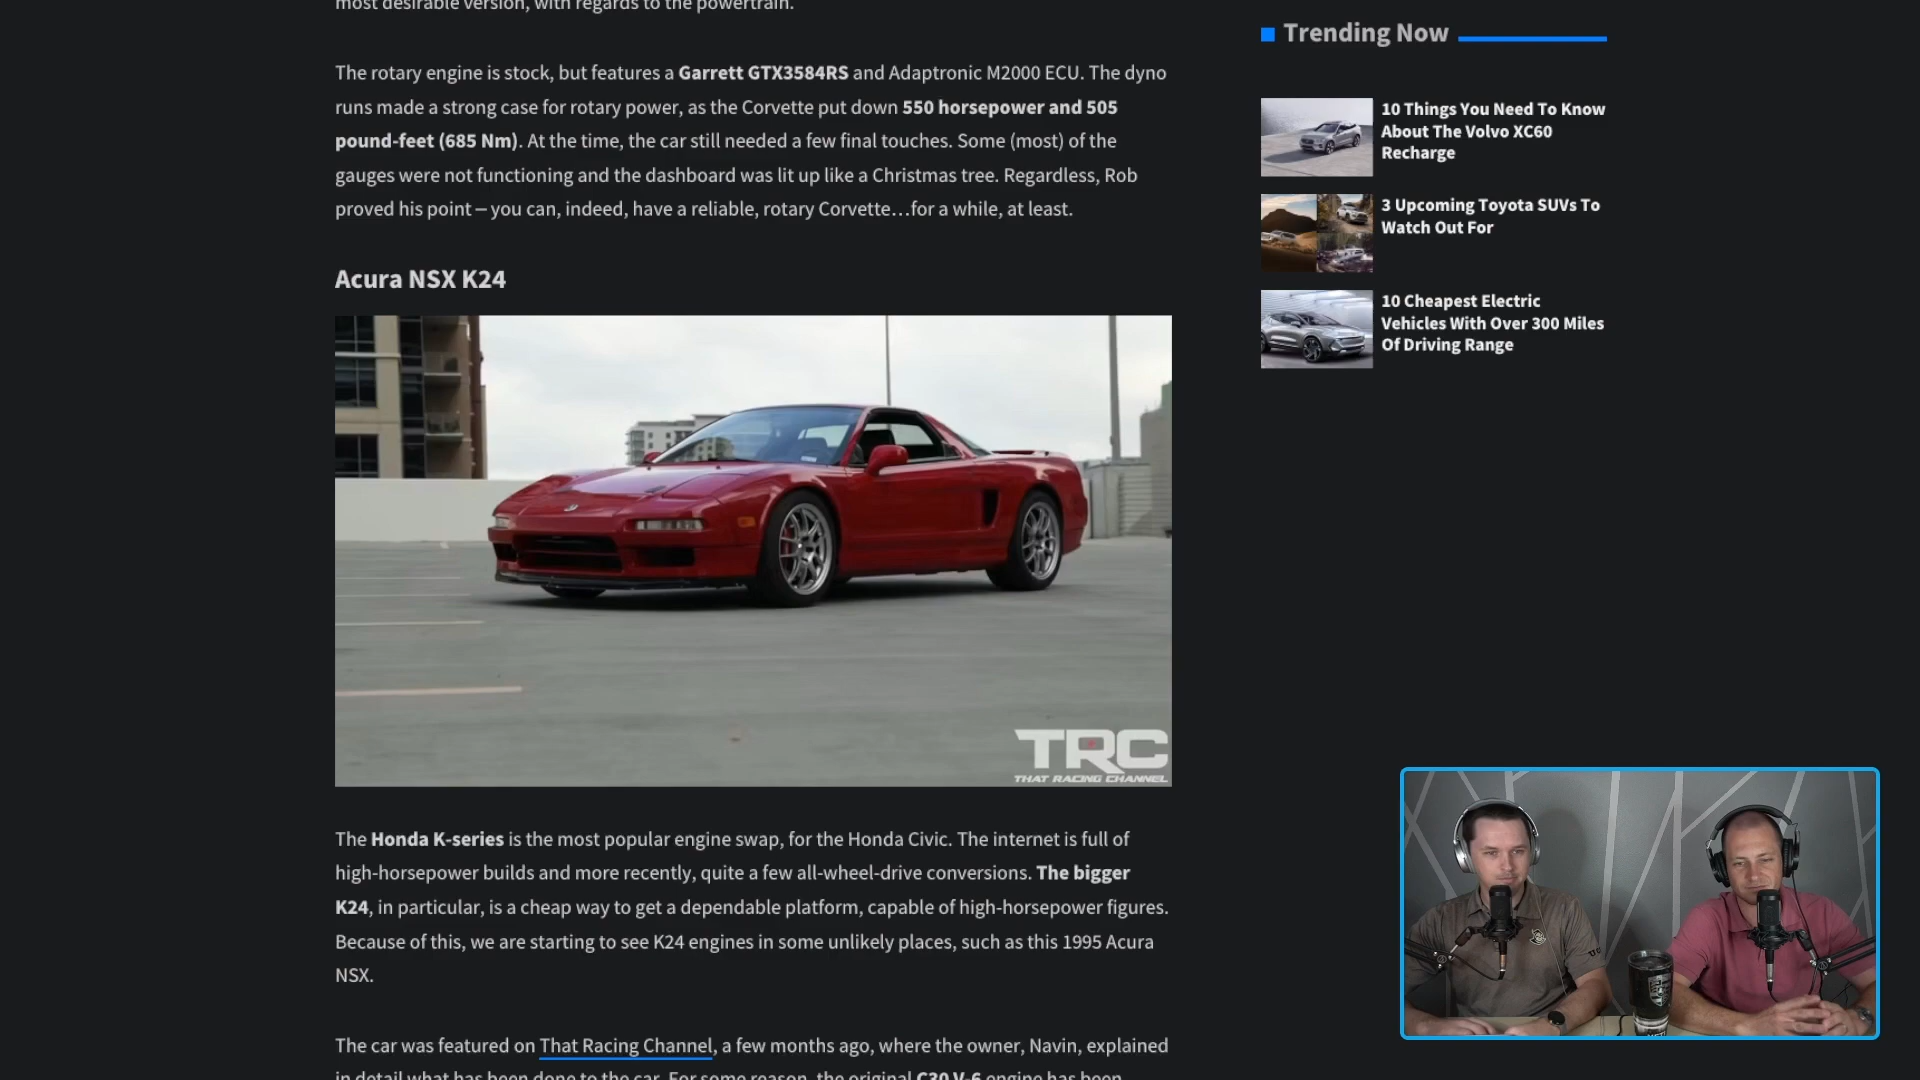 most desirable version, with regards to the powertrain.
The rotary engine is stock, but features a Garrett GTX3584RS and Adaptronic M2000 ECU. The dyno
runs made a strong case for rotary power, as the Corvette put down 550 horsepower and 505
pound-feet (685 Nm). At the time, the car still needed a few final touches. Some (most) of the
gauges were not functioning and the dashboard was lit up like a Christmas tree. Regardless, Rob
proved his point – you can, indeed, have a reliable, rotary Corvette…for a while, at least.
Acura NSX K24
TRC
THAT RACING CHANNEL
The Honda K-series is the most popular engine swap, for the Honda Civic. The internet is full of
high-horsepower builds and more recently, quite a few all-wheel-drive conversions. The bigger
K24, in particular, is a cheap way to get a dependable platform, capable of high-horsepower figures.
Because of this, we are starting to see K24 engines in some unlikely places, such as this 1995 Acura
NSX.
The car was featured on That Racing Channel, a few months ago, where the owner, Navin, explained
in detail what has been done to the car. For some reason, the original C30 V-6 engine has been
Trending Now
10 Things You Need To Know
About The Volvo XC60
Recharge
3 Upcoming Toyota SUVs To
Watch Out For
10 Cheapest Electric
Vehicles With Over 300 Miles
Of Driving Range